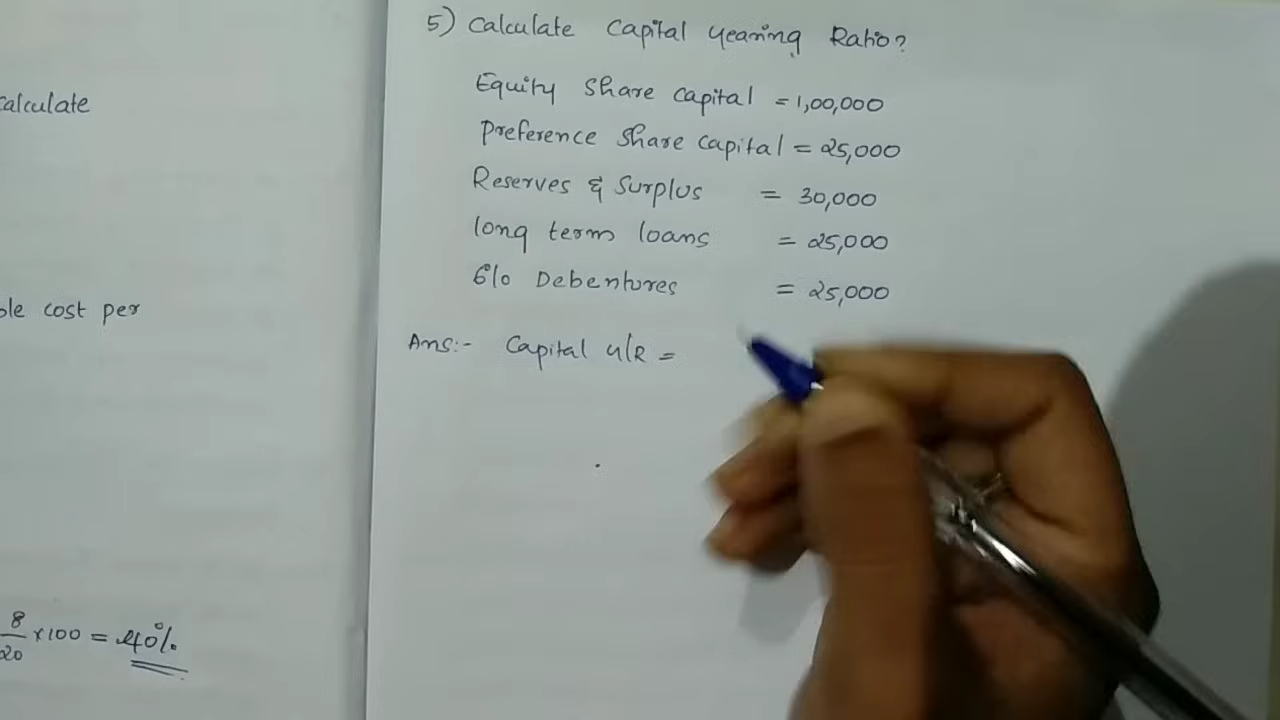 calculate
ble cost per
8/20 ×100 = 40%.
5) Calculate Capital Gearing Ratio?
Equity Share Capital = 1,00,000
Preference Share Capital = 25,000
Reserves & Surplus = 30,000
long term loans = 25,000
6% Debentures = 25,000
Ans:- Capital G/R =